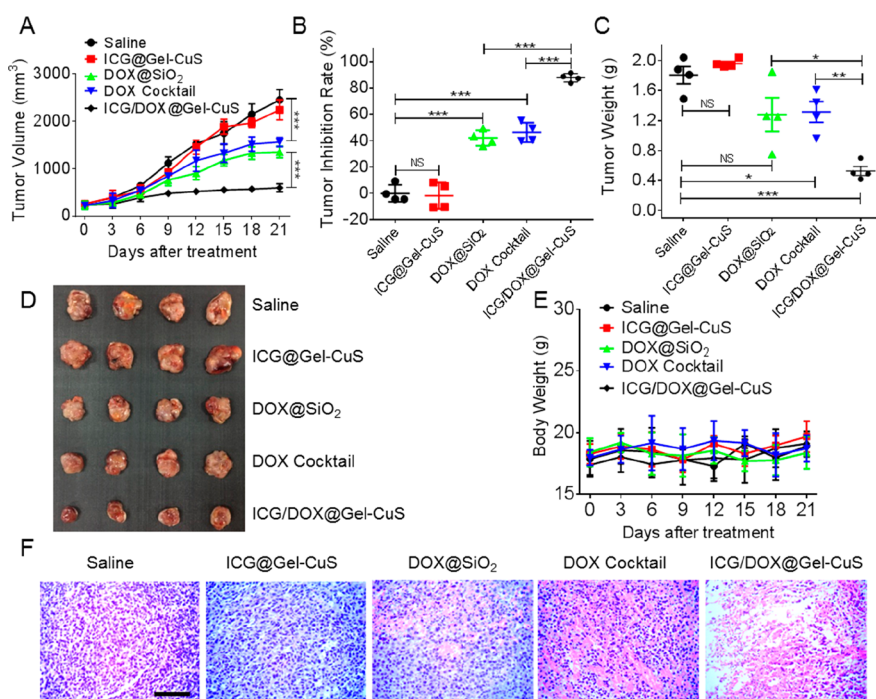 A
Saline
ICG@Gel-CuS
DOX@SiO2
DOX Cocktail
ICG/DOX@Gel-CuS
Tumor Volume (mm3)
3000
2000
1000
0
0 3 6 9 12 15 18 21
Days after treatment
***
***
B
Tumor Inhibition Rate (%)
120
100
80
60
40
20
0
-20
***
***
***
***
NS
Saline
ICG@Gel-CuS
DOX@SiO2
DOX Cocktail
ICG/DOX@Gel-CuS
C
Tumor Weight (g)
2.4
2.0
1.6
1.2
0.8
0.4
0.0
*
**
NS
NS
*
***
Saline
ICG@Gel-CuS
DOX@SiO2
DOX Cocktail
ICG/DOX@Gel-CuS
D
Saline
ICG@Gel-CuS
DOX@SiO2
DOX Cocktail
ICG/DOX@Gel-CuS
E
Saline
ICG@Gel-CuS
DOX@SiO2
DOX Cocktail
ICG/DOX@Gel-CuS
Body Weight (g)
30
25
20
15
0 3 6 9 12 15 18 21
Days after treatment
F
Saline
ICG@Gel-CuS
DOX@SiO2
DOX Cocktail
ICG/DOX@Gel-CuS